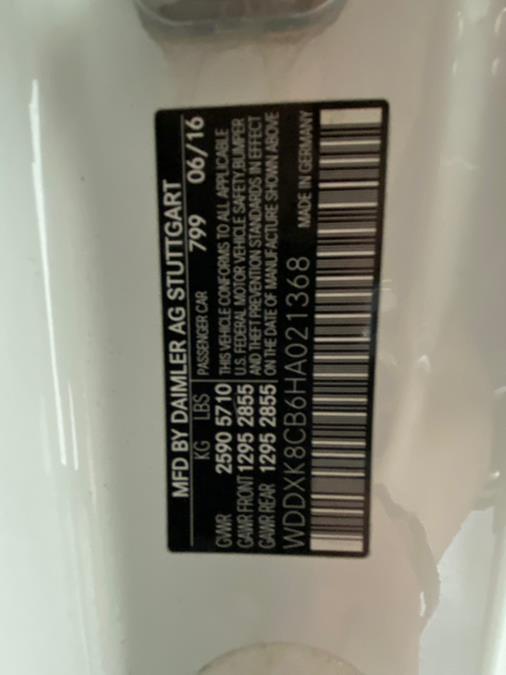 MFD BY DAIMLER AG STUTTGART
KG LBS PASSENGER CAR 799 06/16
GVWR 2590 5710 THIS VEHICLE CONFORMS TO ALL APPLICABLE
GAWR FRONT 1295 2855 U.S. FEDERAL MOTOR VEHICLE SAFETY, BUMPER
GAWR REAR 1295 2855 AND THEFT PREVENTION STANDARDS IN EFFECT
ON THE DATE OF MANUFACTURE SHOWN ABOVE
WDDXK8CB6HA021368 MADE IN GERMANY